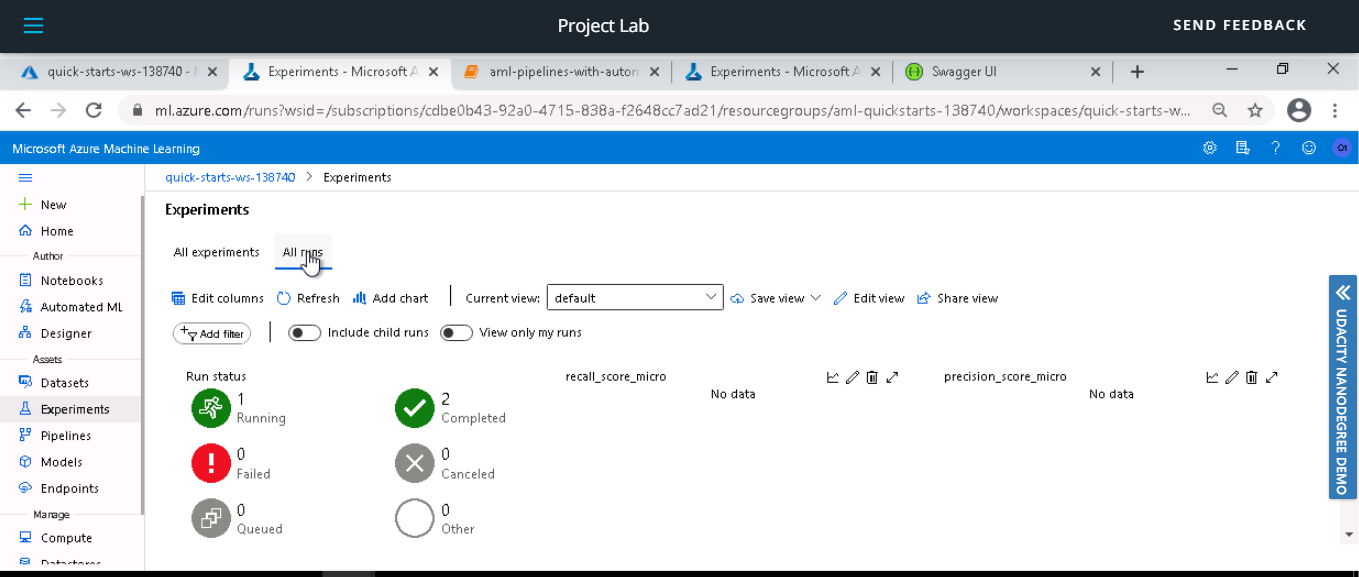 Project Lab
SEND FEEDBACK
quick-starts-ws-138740 - 
Experiments - Microsoft A
aml-pipelines-with-autom
Experiments - Microsoft A
Swagger UI
ml.azure.com/runs?wsid=/subscriptions/cdbe0b43-92a0-4715-838a-f2648cc7ad21/resourcegroups/aml-quickstarts-138740/workspaces/quick-starts-w...
Microsoft Azure Machine Learning
quick-starts-ws-138740 > Experiments
New
Home
Author
Notebooks
Automated ML
Designer
Assets
Datasets
Experiments
Pipelines
Models
Endpoints
Manage
Compute
Datastores
Experiments
All experiments
All runs
Edit columns
Refresh
Add chart
Current view:
default
Save view
Edit view
Share view
Add filter
Include child runs
View only my runs
Run status
1
Running
2
Completed
0
Failed
0
Canceled
0
Queued
0
Other
recall_score_micro
No data
precision_score_micro
No data
UDACITY NANODEGREE DEMO